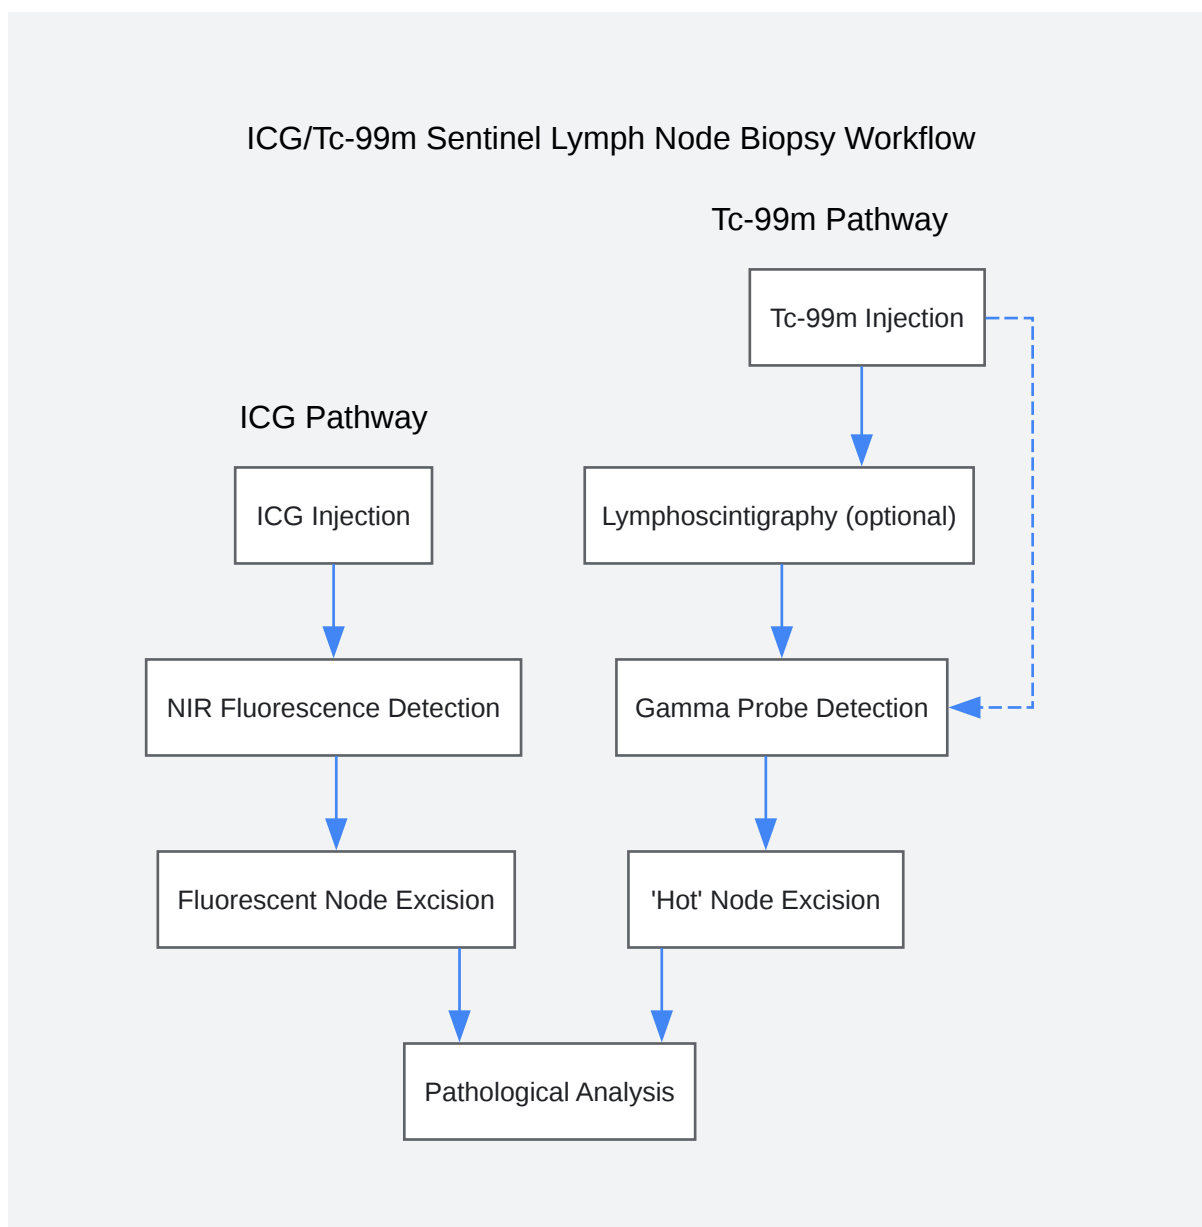 ICG/Tc-99m Sentinel Lymph Node Biopsy Workflow
Tc-99m Pathway
Tc-99m Injection
ICG Pathway
ICG Injection
Lymphoscintigraphy (optional)
NIR Fluorescence Detection
Gamma Probe Detection
Fluorescent Node Excision
'Hot' Node Excision
Pathological Analysis